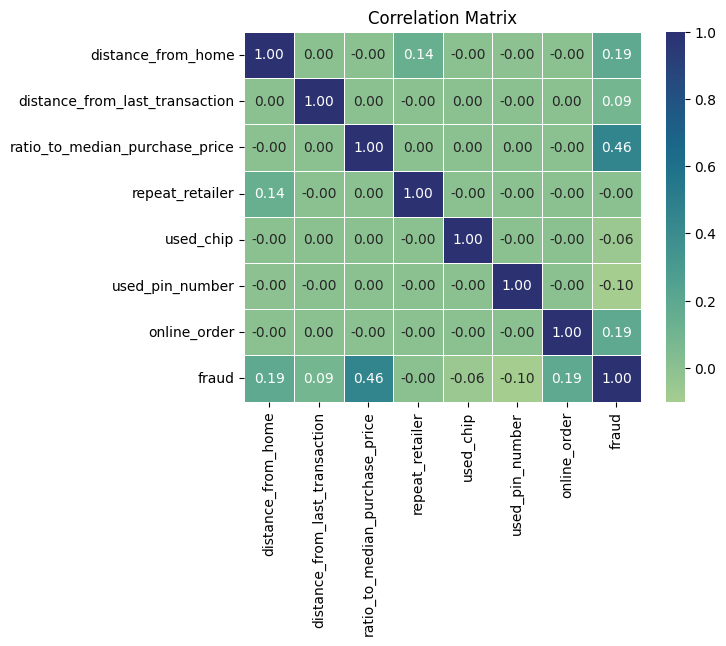 Correlation Matrix
distance_from_home 1.00 0.00 -0.00 0.14 -0.00 -0.00 -0.00 0.19
distance_from_last_transaction 0.00 1.00 0.00 -0.00 0.00 -0.00 0.00 0.09
ratio_to_median_purchase_price -0.00 0.00 1.00 0.00 0.00 0.00 -0.00 0.46
repeat_retailer 0.14 -0.00 0.00 1.00 -0.00 -0.00 -0.00 -0.00
used_chip -0.00 0.00 0.00 -0.00 1.00 -0.00 -0.00 -0.06
used_pin_number -0.00 -0.00 0.00 -0.00 -0.00 1.00 -0.00 -0.10
online_order -0.00 0.00 -0.00 -0.00 -0.00 -0.00 1.00 0.19
fraud 0.19 0.09 0.46 -0.00 -0.06 -0.10 0.19 1.00
distance_from_home
distance_from_last_transaction
ratio_to_median_purchase_price
repeat_retailer
used_chip
used_pin_number
online_order
fraud
1.0
0.8
0.6
0.4
0.2
0.0